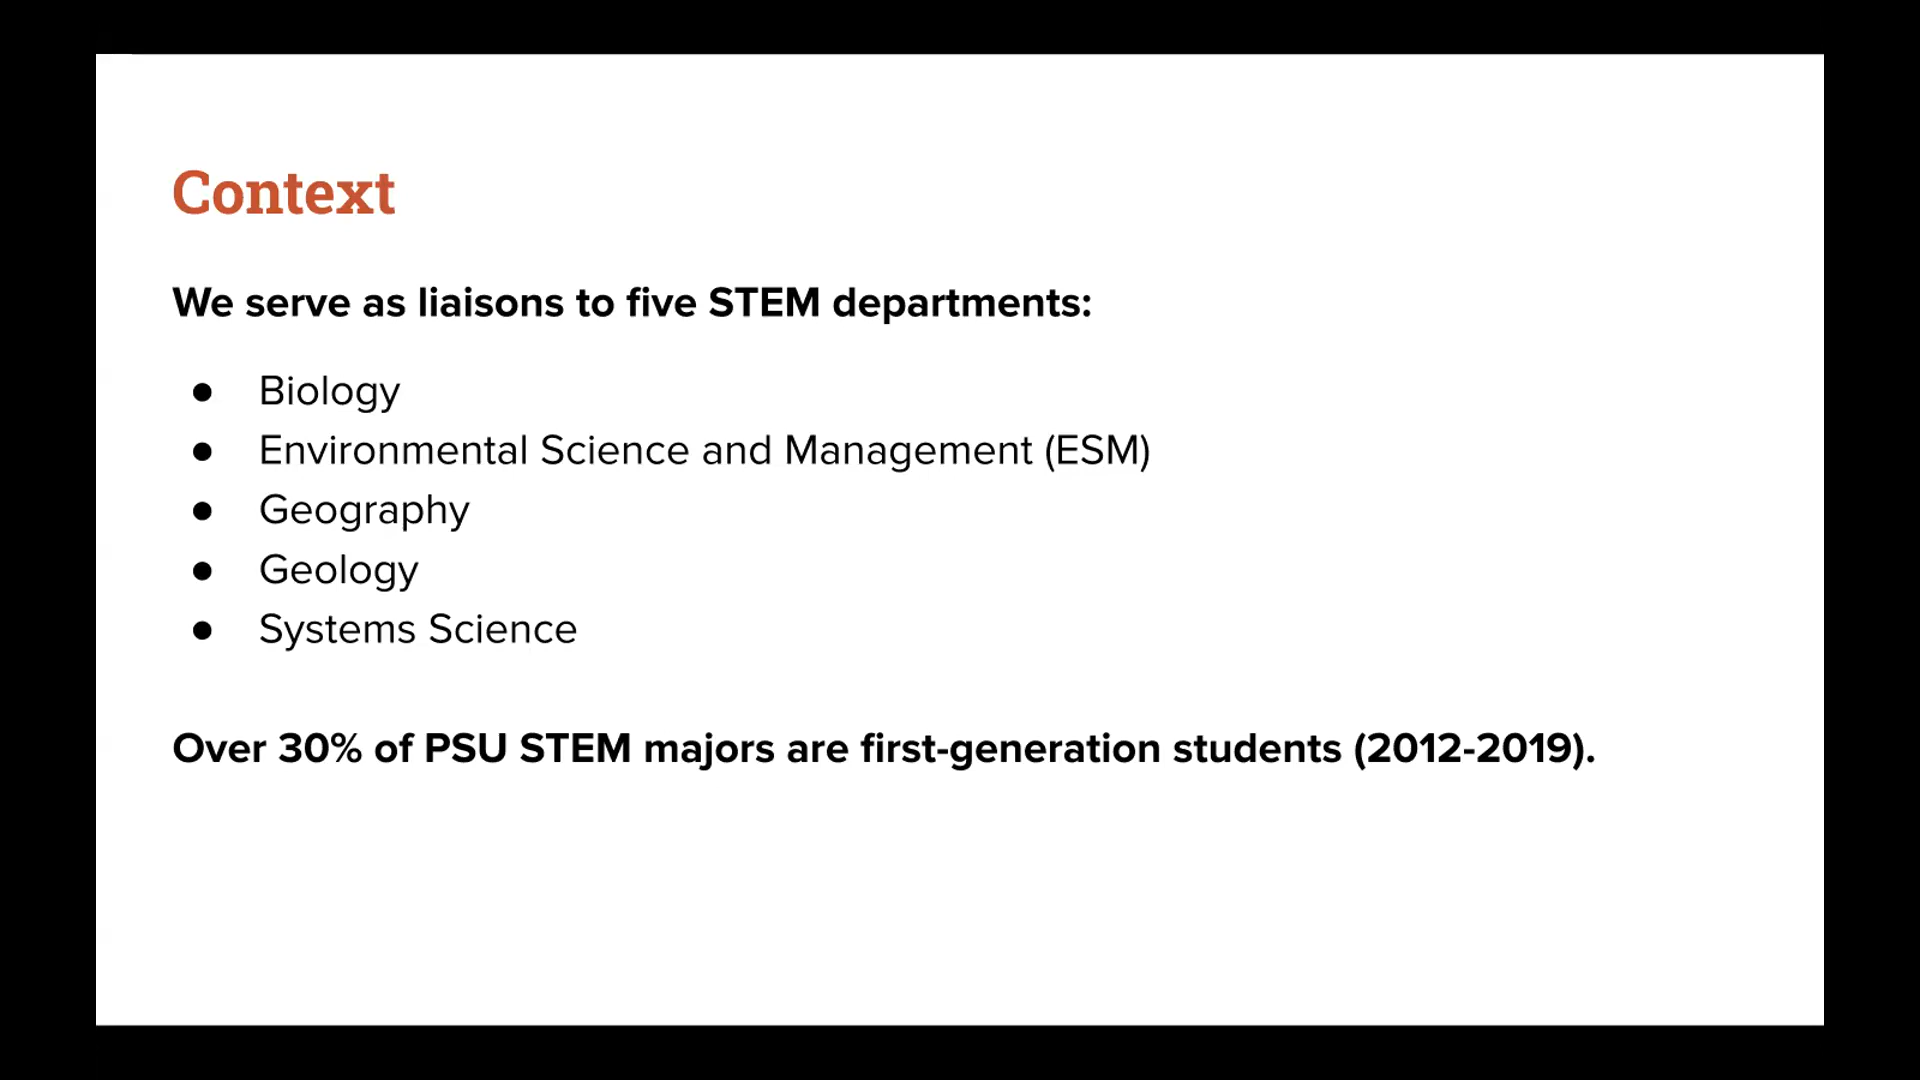 Context
We serve as liaisons to five STEM departments:
● Biology
● Environmental Science and Management (ESM)
● Geography
● Geology
● Systems Science
Over 30% of PSU STEM majors are first-generation students (2012-2019).